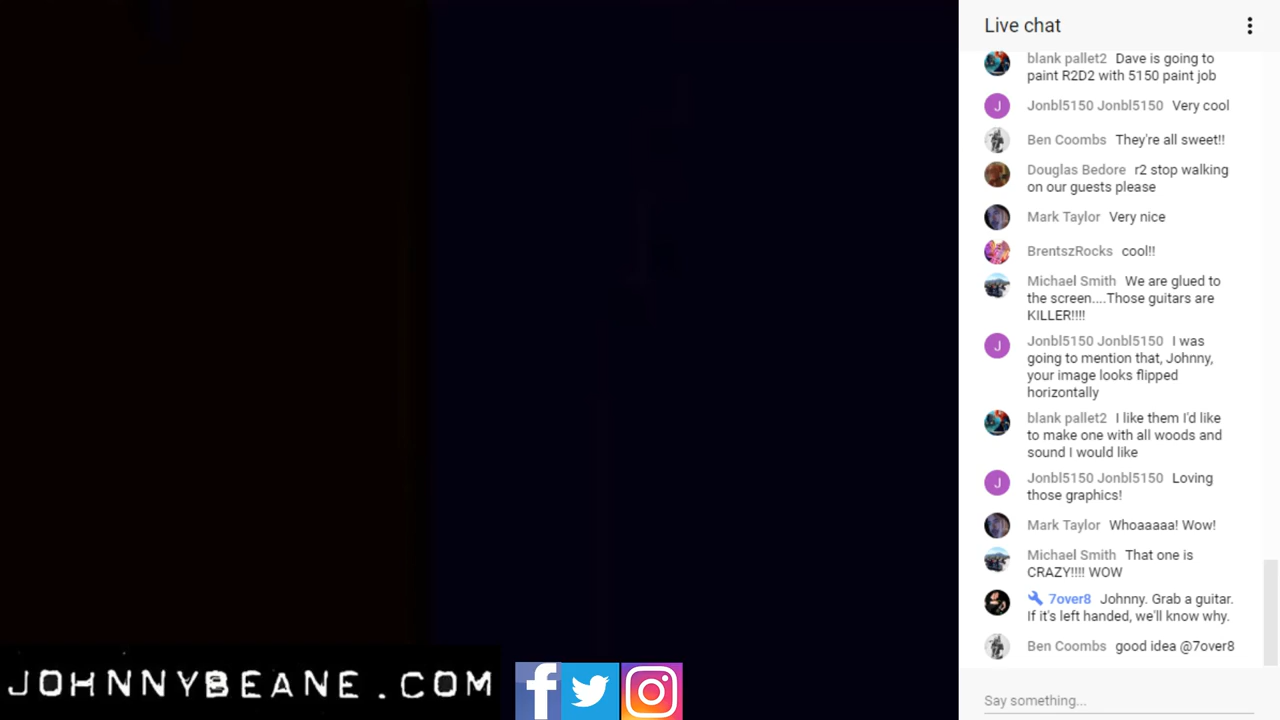 Live chat
blank pallet2 Dave is going to
paint R2D2 with 5150 paint job
J Jonbl5150 Jonbl5150 Very cool
Ben Coombs They're all sweet!!
Douglas Bedore r2 stop walking
on our guests please
Mark Taylor Very nice
BrentszRocks cool!!
Michael Smith We are glued to
the screen....Those guitars are
KILLER!!!!
J Jonbl5150 Jonbl5150 I was
going to mention that, Johnny,
your image looks flipped
horizontally
blank pallet2 I like them I'd like
to make one with all woods and
sound I would like
J Jonbl5150 Jonbl5150 Loving
those graphics!
Mark Taylor Whoaaaaa! Wow!
Michael Smith That one is
CRAZY!!!! WOW
7over8 Johnny. Grab a guitar.
If it's left handed, we'll know why.
Ben Coombs good idea @7over8
Say something...
JOHNNYBEANE.COM